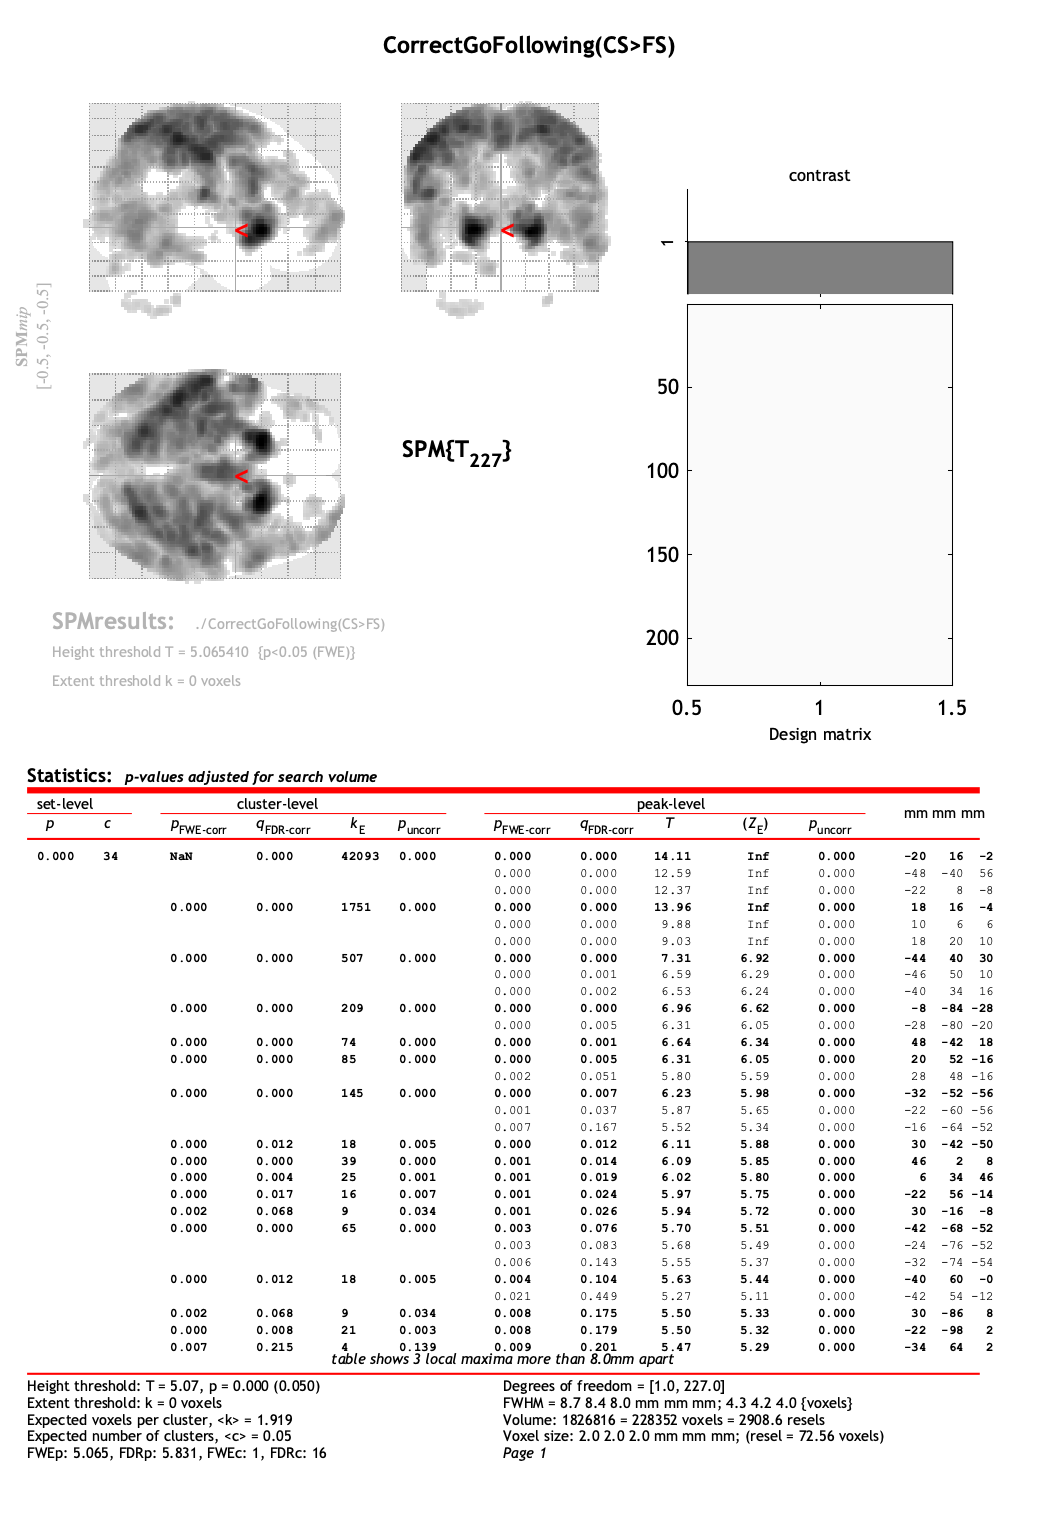 CorrectGoFollowing(CS>FS)
contrast
1
SPMmip
[-0.5, -0.5, -0.5]
<
<
<
SPM{T227}
50
100
150
200
0.5 1 1.5
Design matrix
SPMresults: ./CorrectGoFollowing(CS>FS)
Height threshold T = 5.065410 {p<0.05 (FWE)}
Extent threshold k = 0 voxels
Statistics: p-values adjusted for search volume
set-level cluster-level peak-level mm mm mm
p c pFWE-corr qFDR-corr kE puncorr pFWE-corr qFDR-corr T (ZE) puncorr
0.000 34 NaN 0.000 42093 0.000 0.000 0.000 14.11 Inf 0.000 -20 16 -2
0.000 0.000 12.59 Inf 0.000 -48 -40 56
0.000 0.000 12.37 Inf 0.000 -22 8 -8
0.000 0.000 1751 0.000 0.000 0.000 13.96 Inf 0.000 18 16 -4
0.000 0.000 9.88 Inf 0.000 10 6 6
0.000 0.000 9.03 Inf 0.000 18 20 10
0.000 0.000 507 0.000 0.000 0.000 7.31 6.92 0.000 -44 40 30
0.000 0.001 6.59 6.29 0.000 -46 50 10
0.000 0.002 6.53 6.24 0.000 -40 34 16
0.000 0.000 209 0.000 0.000 0.000 6.96 6.62 0.000 -8 -84 -28
0.000 0.005 6.31 6.05 0.000 -28 -80 -20
0.000 0.000 74 0.000 0.000 0.001 6.64 6.34 0.000 48 -42 18
0.000 0.000 85 0.000 0.000 0.005 6.31 6.05 0.000 20 52 -16
0.002 0.051 5.80 5.59 0.000 28 48 -16
0.000 0.000 145 0.000 0.000 0.007 6.23 5.98 0.000 -32 -52 -56
0.001 0.037 5.87 5.65 0.000 -22 -60 -56
0.007 0.167 5.52 5.34 0.000 -16 -64 -52
0.000 0.012 18 0.005 0.000 0.012 6.11 5.88 0.000 30 -42 -50
0.000 0.000 39 0.000 0.001 0.014 6.09 5.85 0.000 46 2 8
0.000 0.004 25 0.001 0.001 0.019 6.02 5.80 0.000 6 34 46
0.000 0.017 16 0.007 0.001 0.024 5.97 5.75 0.000 -22 56 -14
0.002 0.068 9 0.034 0.001 0.026 5.94 5.72 0.000 30 -16 -8
0.000 0.000 65 0.000 0.003 0.076 5.70 5.51 0.000 -42 -68 -52
0.003 0.083 5.68 5.49 0.000 -24 -76 -52
0.006 0.143 5.55 5.37 0.000 -32 -74 -54
0.000 0.012 18 0.005 0.004 0.104 5.63 5.44 0.000 -40 60 -0
0.021 0.449 5.27 5.11 0.000 -42 54 -12
0.002 0.068 9 0.034 0.008 0.175 5.50 5.33 0.000 30 -86 8
0.000 0.008 21 0.003 0.008 0.179 5.50 5.32 0.000 -22 -98 2
0.007 0.215 4 0.139 0.009 0.201 5.47 5.29 0.000 -34 64 2
table shows 3 local maxima more than 8.0mm apart
Height threshold: T = 5.07, p = 0.000 (0.050)
Extent threshold: k = 0 voxels
Expected voxels per cluster, <k> = 1.919
Expected number of clusters, <c> = 0.05
FWEp: 5.065, FDRp: 5.831, FWEc: 1, FDRc: 16
Degrees of freedom = [1.0, 227.0]
FWHM = 8.7 8.4 8.0 mm mm mm; 4.3 4.2 4.0 {voxels}
Volume: 1826816 = 228352 voxels = 2908.6 resels
Voxel size: 2.0 2.0 2.0 mm mm mm; (resel = 72.56 voxels)
Page 1